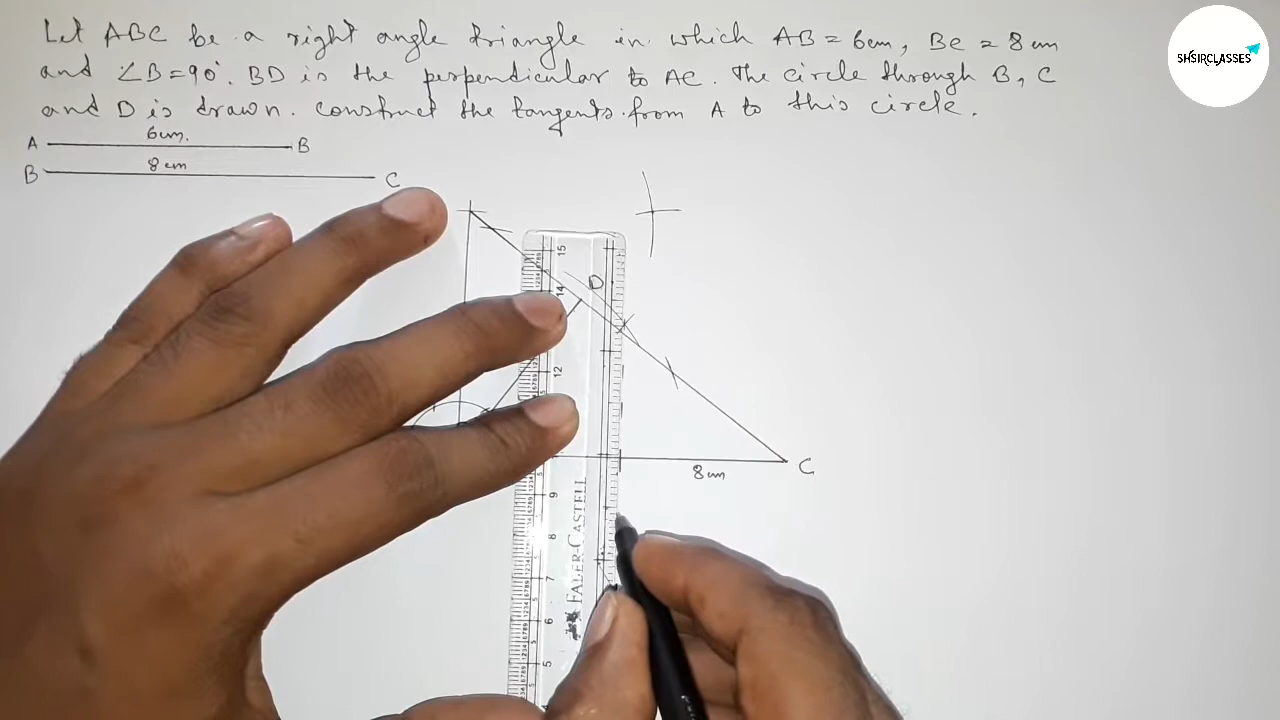 Let ABC be a right angle triangle in which AB = 6cm, BC = 8 cm
and ∠B=90°. BD is the perpendicular to AC. The circle through B, C
and D is drawn. construct the tangents from A to this circle.
SHSIRCLASSES
6cm.
A B
8 cm
B C
D
C
8cm
15
14
12
9
8
7
6
5
FABER-CASTELL